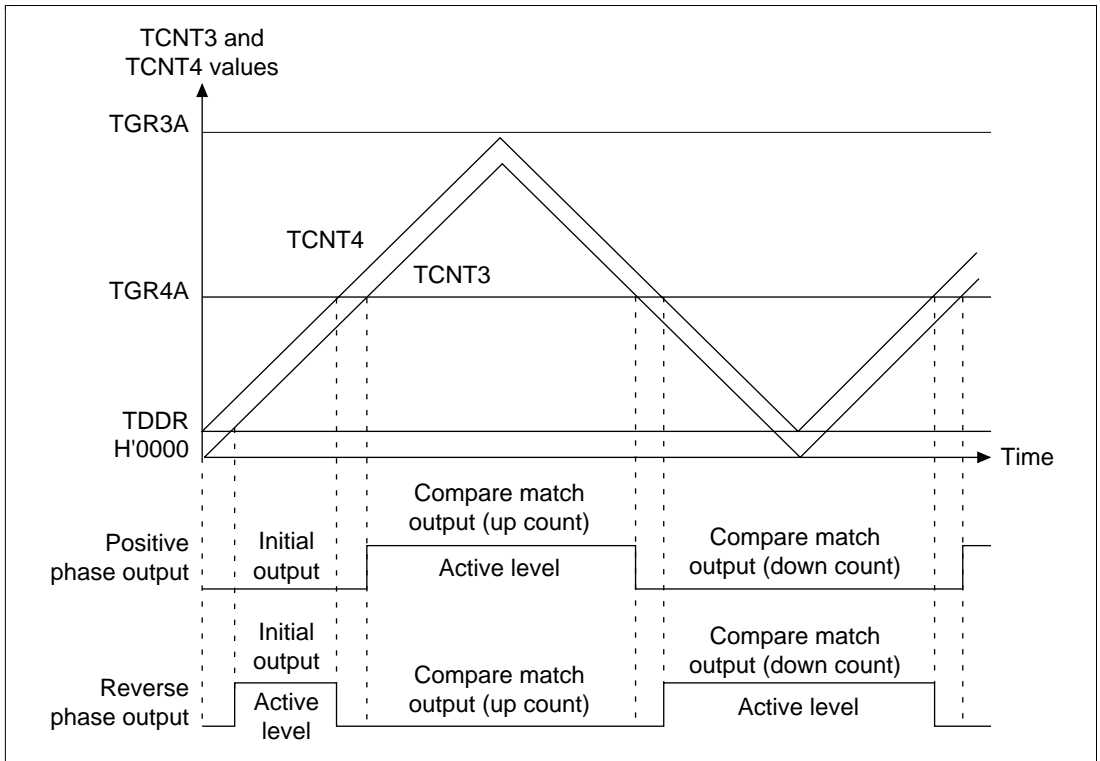 TCNT3 and
TCNT4 values
TGR3A
TCNT4
TCNT3
TGR4A
TDDR
H'0000
Time
Compare match
output (up count)
Positive
phase output
Initial
output
Active level
Compare match
output (down count)
Initial
output
Compare match
output (down count)
Reverse
phase output
Active
level
Compare match
output (up count)
Active level